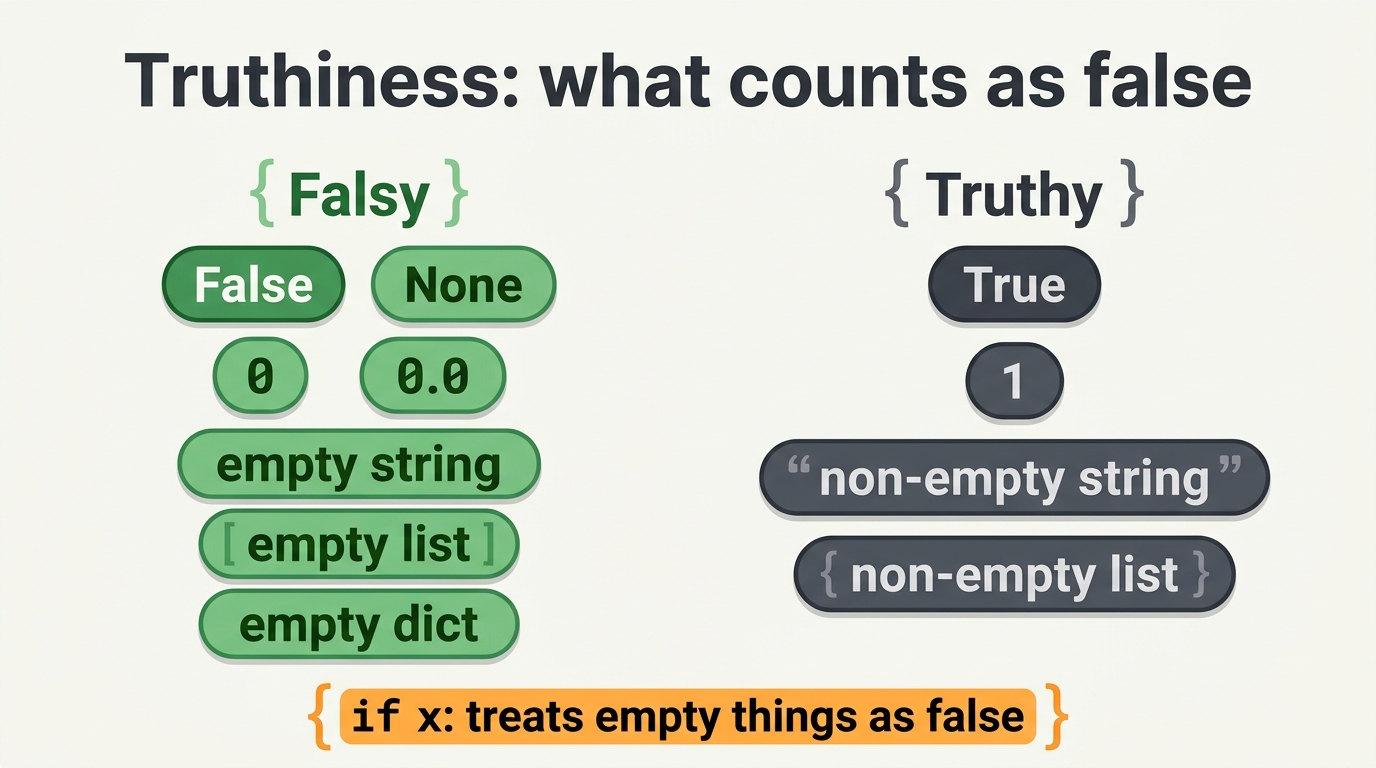 Truthiness: what counts as false
{ Falsy }
False
None
0
0.0
empty string
[ empty list ]
empty dict
{ Truthy }
True
1
“ non-empty string ”
{ non-empty list }
{ if x: treats empty things as false }